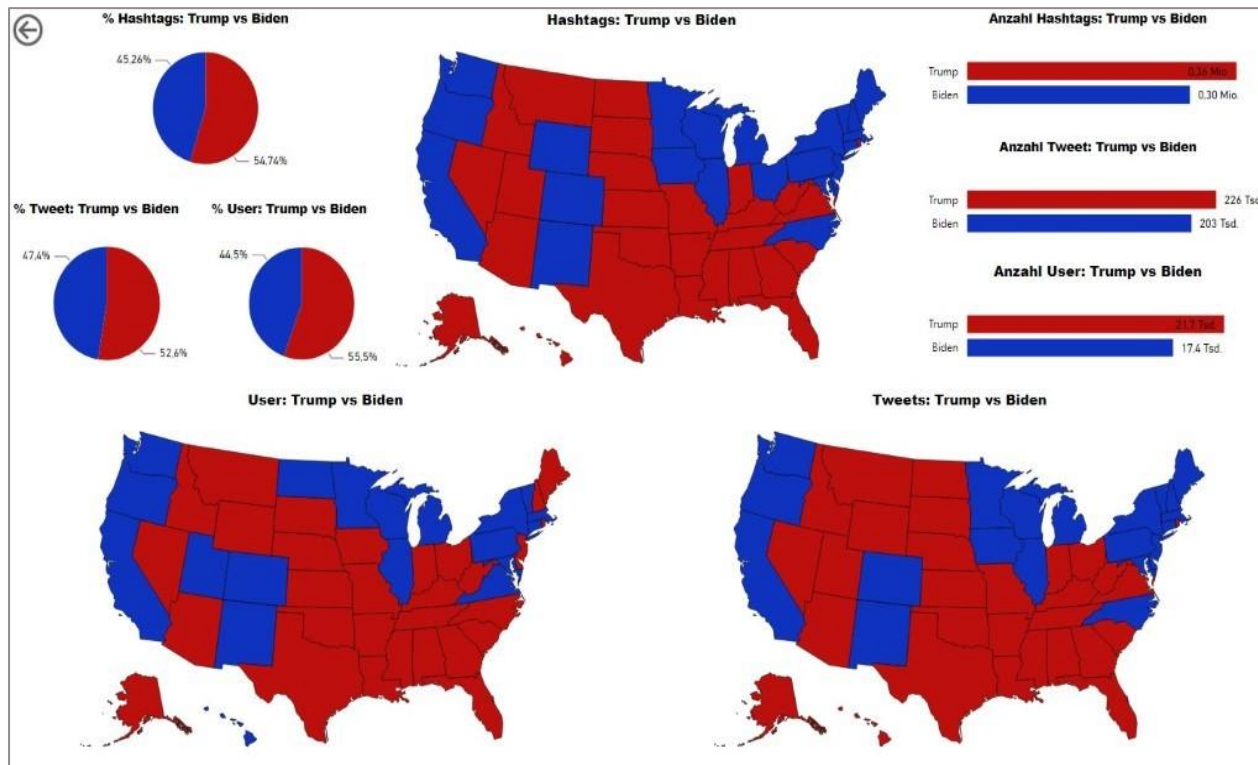 % Hashtags: Trump vs Biden
45.26%
54,74%
% Tweet: Trump vs Biden
47,4%
52,6%
% User: Trump vs Biden
44,5%
55,5%
Hashtags: Trump vs Biden
Anzahl Hashtags: Trump vs Biden
Trump
0,36 Mio.
Biden
0,30 Mio.
Anzahl Tweet: Trump vs Biden
Trump
226 Tsd.
Biden
203 Tsd.
Anzahl User: Trump vs Biden
Trump
21,7 Tsd.
Biden
17.4 Tsd.
User: Trump vs Biden
Tweets: Trump vs Biden